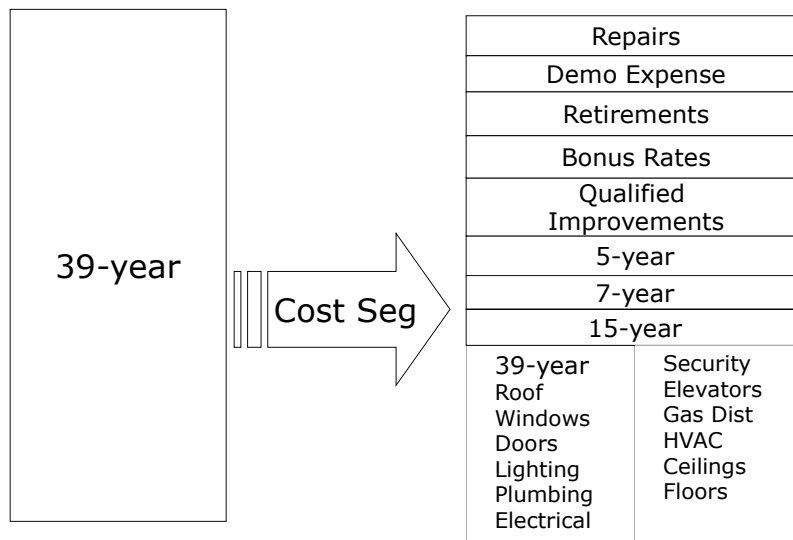 39-year
Cost Seg
Repairs
Demo Expense
Retirements
Bonus Rates
Qualified
Improvements
5-year
7-year
15-year
39-year
Roof
Windows
Doors
Lighting
Plumbing
Electrical
Security
Elevators
Gas Dist
HVAC
Ceilings
Floors